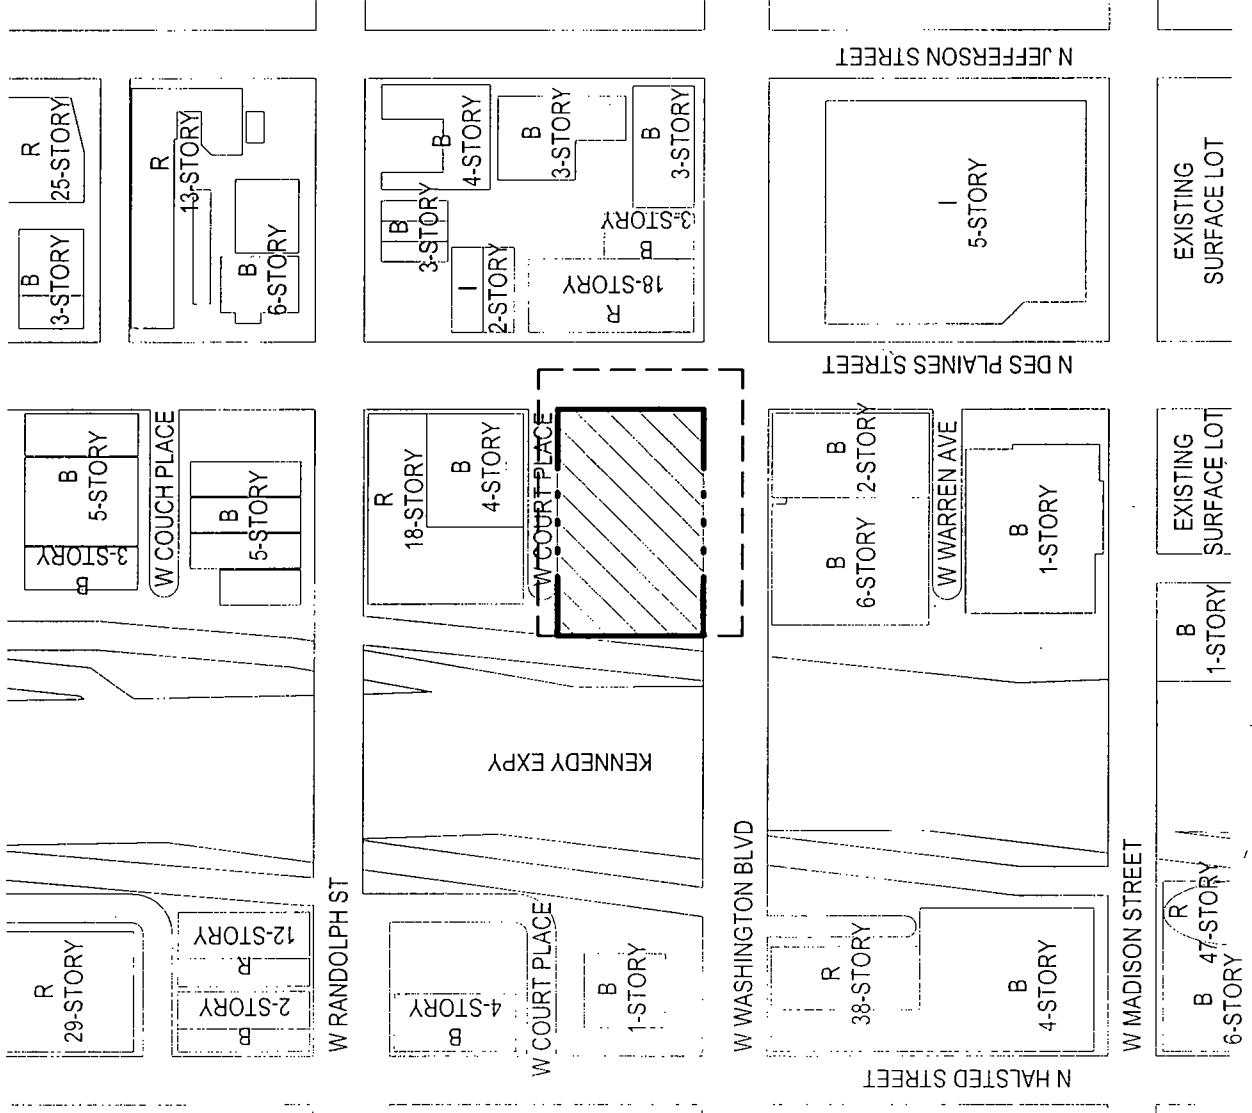 N JEFFERSON STREET
R
25-STORY
R
13-STORY
B
4-STORY
B
3-STORY
B
3-STORY
I
5-STORY
EXISTING
SURFACE LOT
B
3-STORY
B
6-STORY
B
3-STORY
I
2-STORY
3-STORY
B
18-STORY
R
N DES PLAINES STREET
B
5-STORY
3-STORY
B
W COUCH PLACE
B
5-STORY
R
18-STORY
B
4-STORY
W COURT PLACE
B
2-STORY
B
6-STORY
W WARREN AVE
B
1-STORY
EXISTING
SURFACE LOT
B
1-STORY
KENNEDY EXPY
R
29-STORY
12-STORY
R
2-STORY
B
W RANDOLPH ST
4-STORY
B
W COURT PLACE
B
1-STORY
W WASHINGTON BLVD
R
38-STORY
B
4-STORY
W MADISON STREET
R
47-STORY
B
6-STORY
N HALSTED STREET